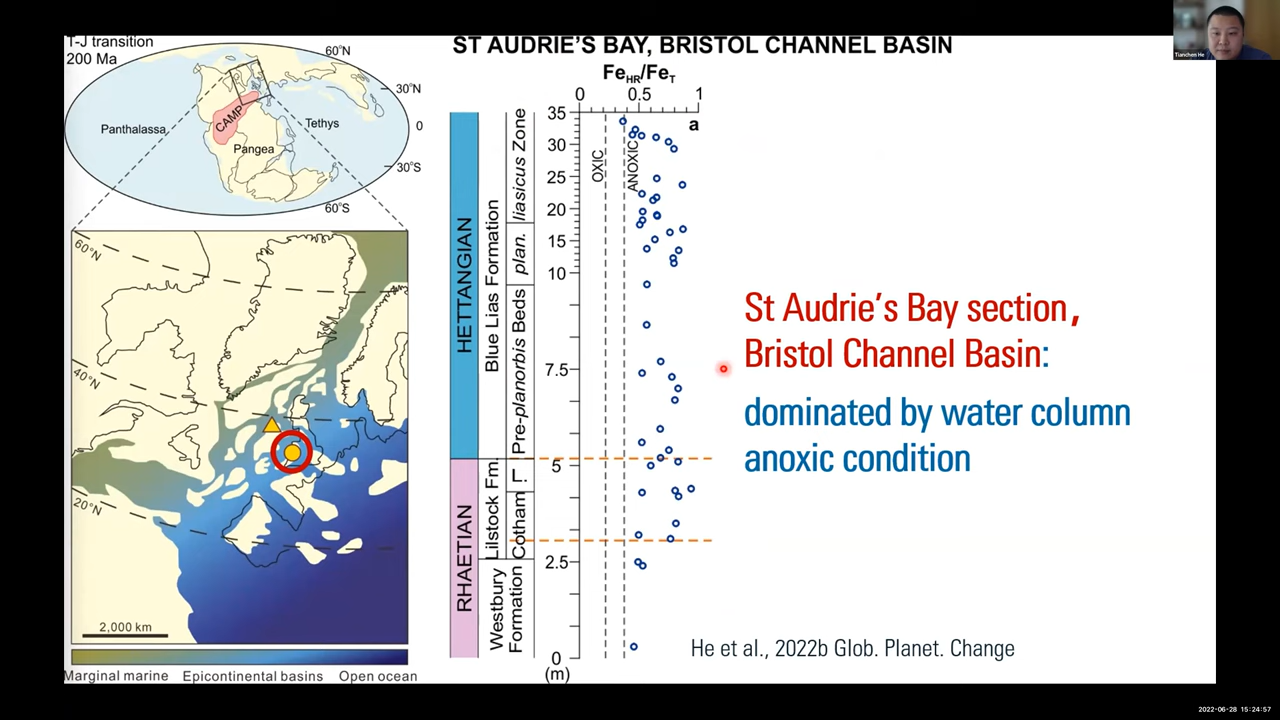 T-J transition
200 Ma
60°N
30°N
0
30°S
60°S
Panthalassa
CAMP
Tethys
Pangea
60°N
40°N
20°N
2,000 km
Marginal marine Epicontinental basins Open ocean
ST AUDRIE'S BAY, BRISTOL CHANNEL BASIN
FeHR/FeT
0 0.5 1
a
OXIC
ANOXIC
35
30
25
20
15
10
7.5
5
2.5
0
(m)
HETTANGIAN
RHAETIAN
Blue Lias Formation
Lilstock Fm.
Westbury
Formation
liasicus Zone
plan.
Pre-planorbis Beds
L
Cotham
St Audrie's Bay section,
Bristol Channel Basin:
dominated by water column
anoxic condition
He et al., 2022b Glob. Planet. Change
Tianchen He
2022-06-28 15:24:57